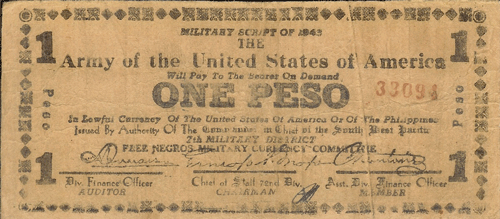 MILITARY SCRIPT OF 1943
1 THE 1
Army of the United States of America
Will Pay To The Bearer On Demand
Peso ONE PESO 33094 Peso
In Lawful Currency Of The United States Of America Or Of The Philippines
Issued By Authority Of The Commander in Chief of the South West Pacific
7th MILITARY DISTRICT
FREE NEGROS MILITARY CURRENCY COMMITTEE
1 1
Div. Finance Officer Chief of Staff 72nd Div. Asst. Div. Finance Officer
AUDITOR CHAIRMAN MEMBER